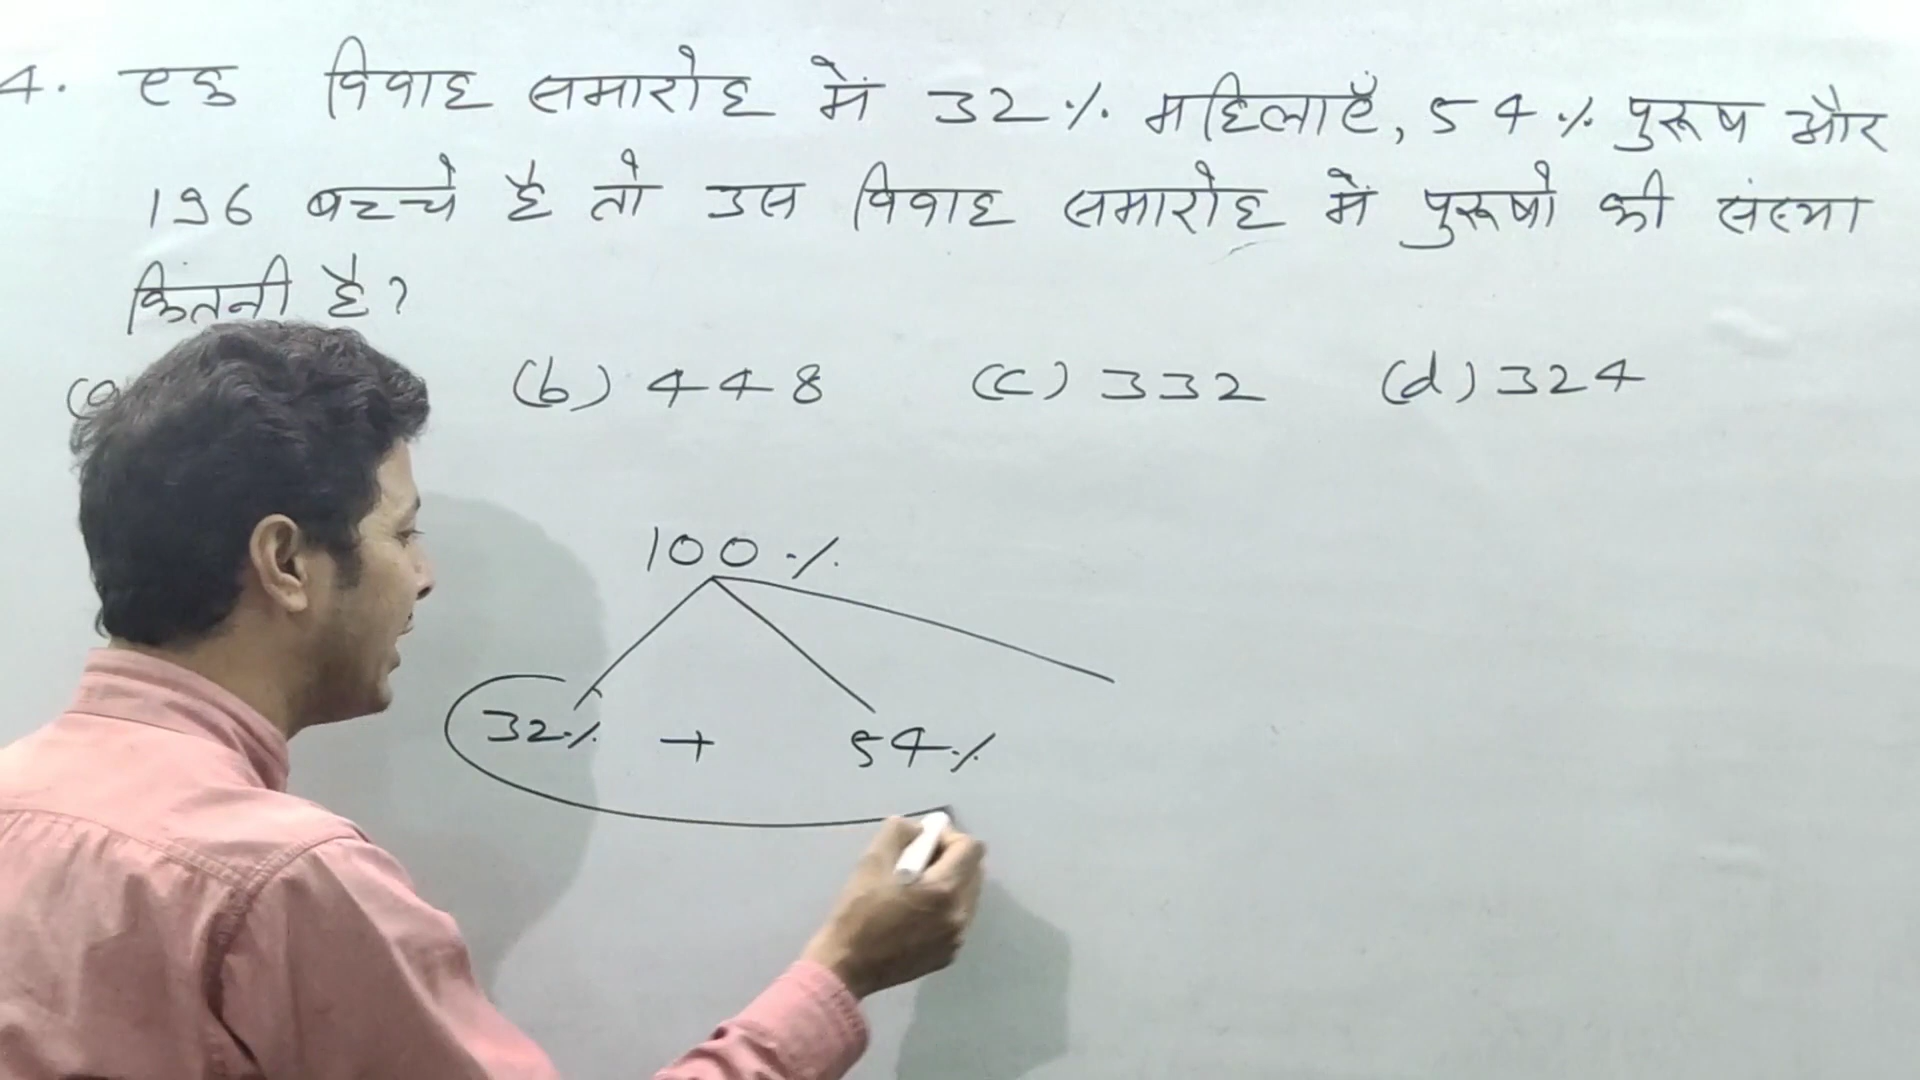 4. एक विवाह समारोह में 32% महिलाएँ, 54% पुरूष और
196 बच्चे है तो उस विवाह समारोह में पुरूषो की संख्या
कितनी है?
(a (b) 448 (c) 332 (d) 324
100%
32% + 54%